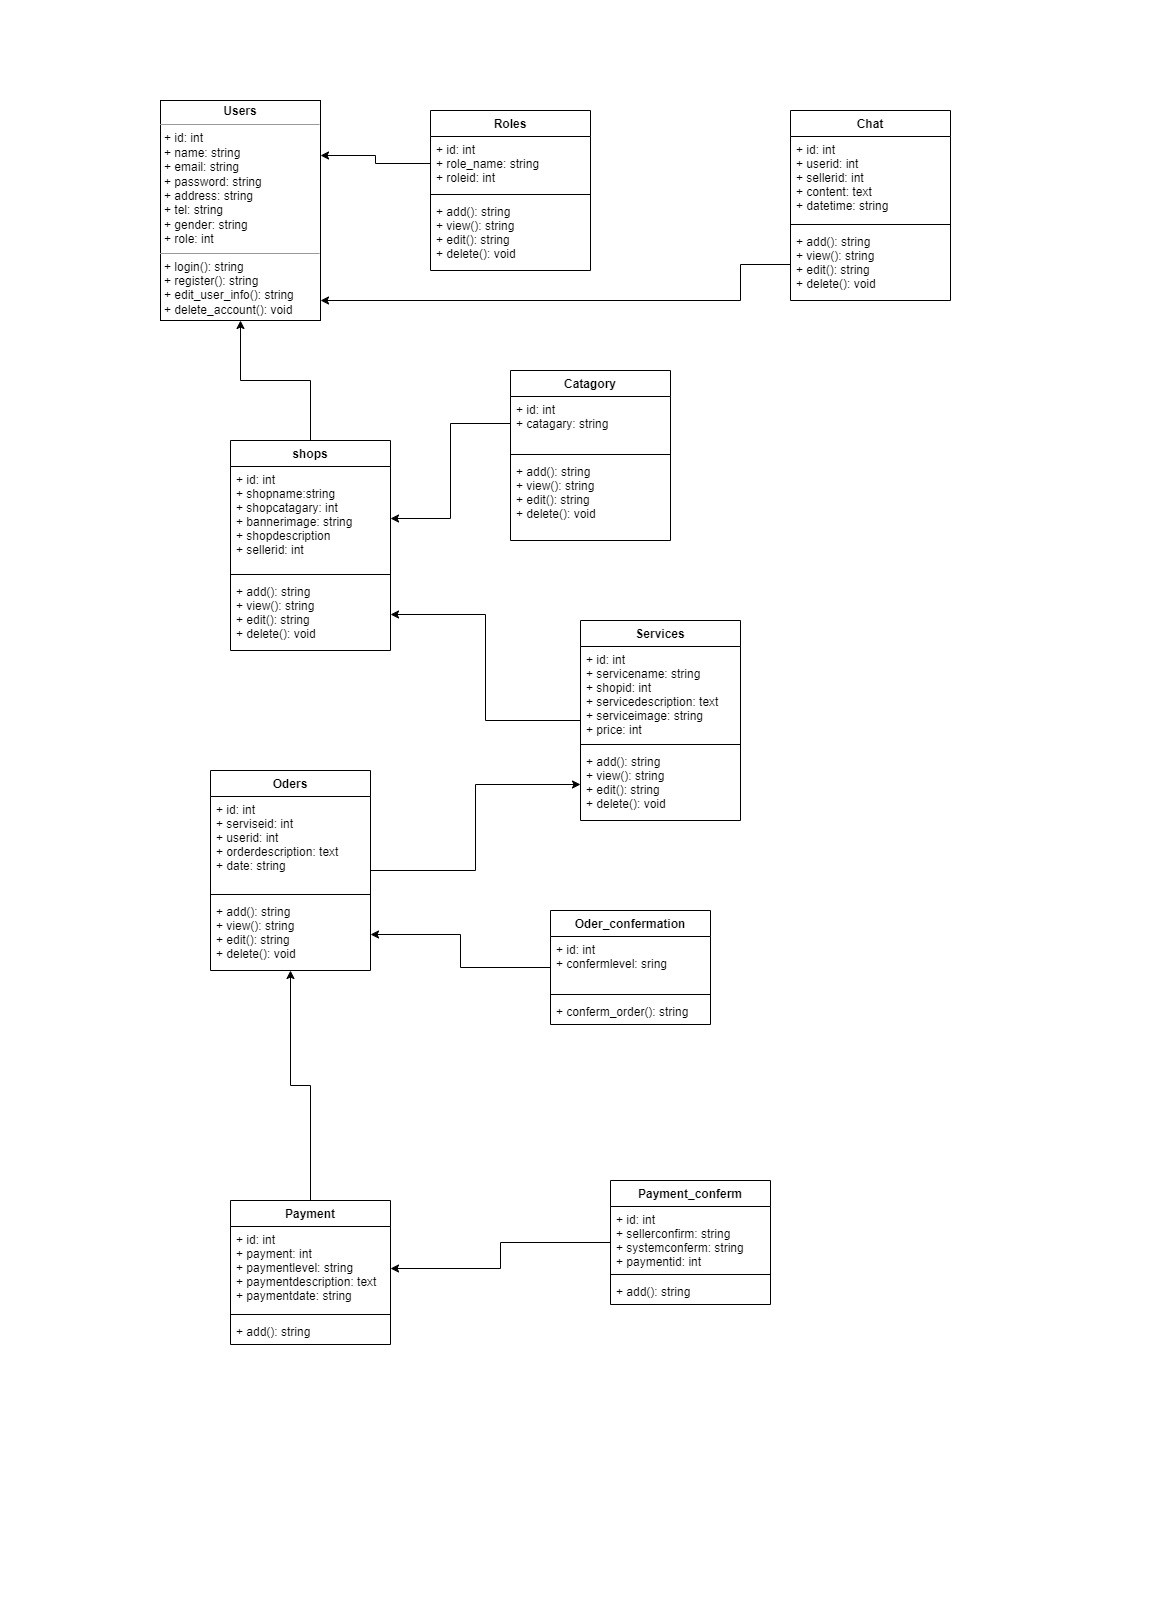 Users
+ id: int
+ name: string
+ email: string
+ password: string
+ address: string
+ tel: string
+ gender: string
+ role: int
+ login(): string
+ register(): string
+ edit_user_info(): string
+ delete_account(): void
Roles
+ id: int
+ role_name: string
+ roleid: int
+ add(): string
+ view(): string
+ edit(): string
+ delete(): void
Chat
+ id: int
+ userid: int
+ sellerid: int
+ content: text
+ datetime: string
+ add(): string
+ view(): string
+ edit(): string
+ delete(): void
Catagory
+ id: int
+ catagary: string
+ add(): string
+ view(): string
+ edit(): string
+ delete(): void
shops
+ id: int
+ shopname:string
+ shopcatagary: int
+ bannerimage: string
+ shopdescription
+ sellerid: int
+ add(): string
+ view(): string
+ edit(): string
+ delete(): void
Services
+ id: int
+ servicename: string
+ shopid: int
+ servicedescription: text
+ serviceimage: string
+ price: int
+ add(): string
+ view(): string
+ edit(): string
+ delete(): void
Oders
+ id: int
+ serviseid: int
+ userid: int
+ orderdescription: text
+ date: string
+ add(): string
+ view(): string
+ edit(): string
+ delete(): void
Oder_confermation
+ id: int
+ confermlevel: sring
+ conferm_order(): string
Payment
+ id: int
+ payment: int
+ paymentlevel: string
+ paymentdescription: text
+ paymentdate: string
+ add(): string
Payment_conferm
+ id: int
+ sellerconfirm: string
+ systemconferm: string
+ paymentid: int
+ add(): string